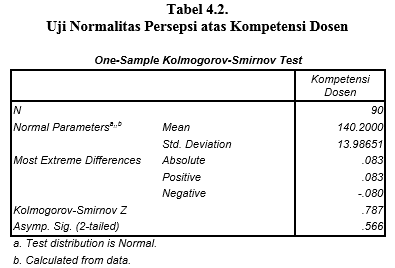 Tabel 4.2.
Uji Normalitas Persepsi atas Kompetensi Dosen
One-Sample Kolmogorov-Smirnov Test
Kompetensi
Dosen
N 90
Normal Parametersa,,b Mean 140.2000
Std. Deviation 13.98651
Most Extreme Differences Absolute .083
Positive .083
Negative -.080
Kolmogorov-Smirnov Z .787
Asymp. Sig. (2-tailed) .566
a. Test distribution is Normal.
b. Calculated from data.